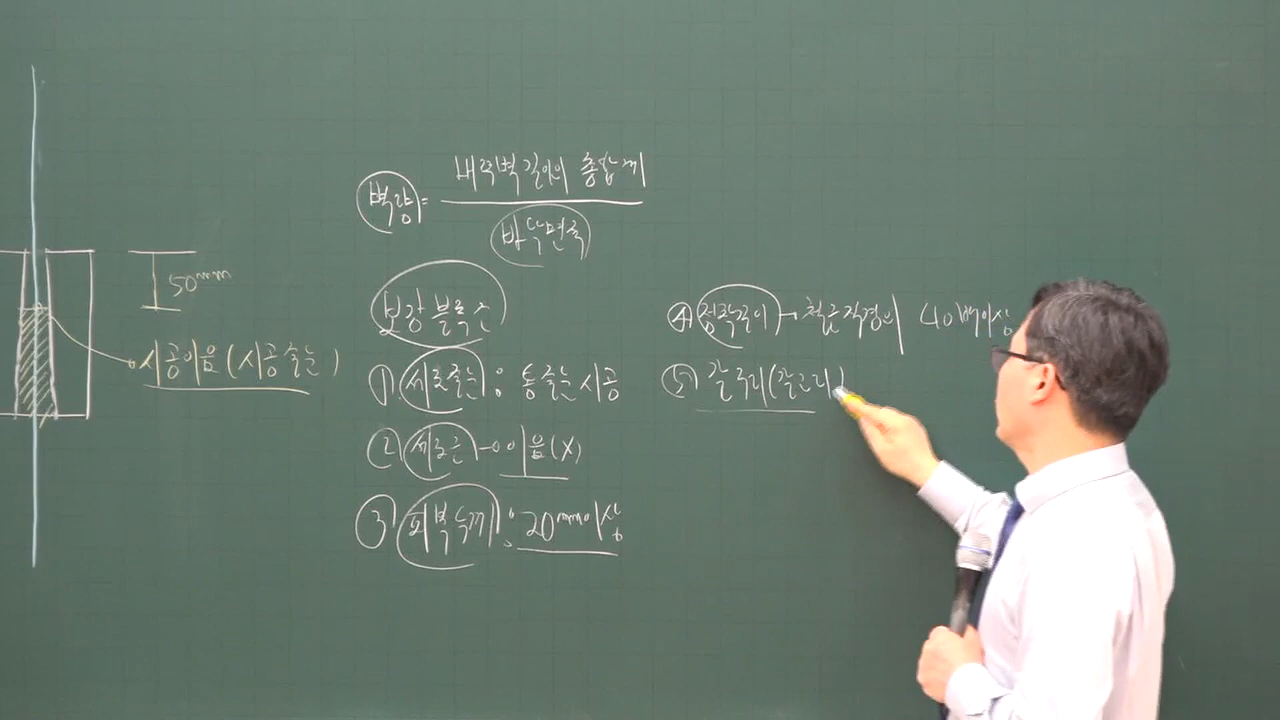 벽량 = 내력벽길이의 총합계
바닥면적
50mm
시공이음(시공줄눈)
보강블록조
① 세로줄눈 : 통줄눈시공
② 세로근 → 이음(X)
③ 피복두께 : 20mm이상
④ 정착길이 → 철근직경의 40배이상
⑤ 갈구리(갈고리)